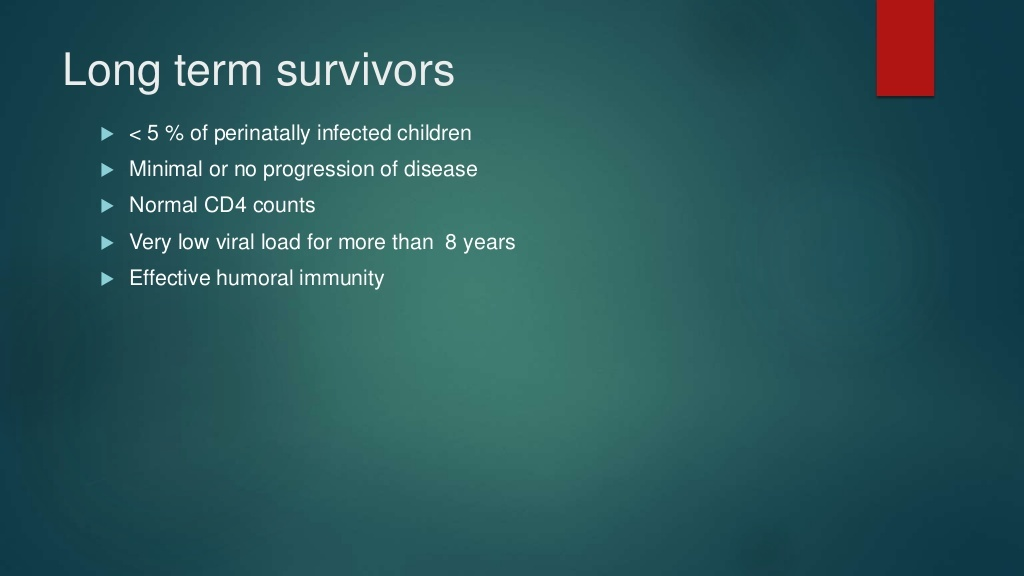 Long term survivors
< 5 % of perinatally infected children
Minimal or no progression of disease
Normal CD4 counts
Very low viral load for more than  8 years
Effective humoral immunity